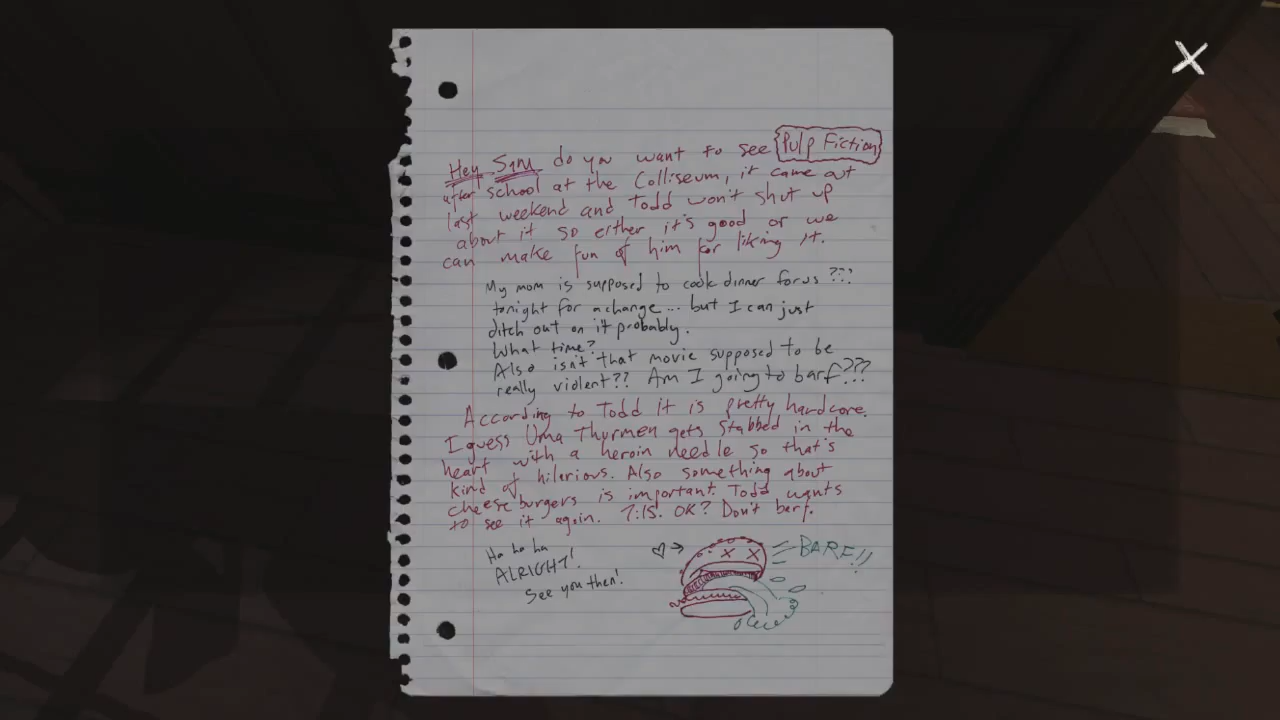 Hey Sam do you want to see Pulp Fiction
after school at the Colliseum, it came out
last weekend and Todd won't shut up
about it so either it's good or we
can make fun of him for liking it.
My mom is supposed to cook dinner for us???
tonight for a change... but I can just
ditch out on it probably.
What time?
Also isn't that movie supposed to be
really violent?? Am I going to barf???
According to Todd it is pretty hardcore.
I guess Uma Thurmen gets stabbed in the
heart with a heroin needle so that's
kind of hilarious. Also something about
cheeseburgers is important. Todd wants
to see it again. 7:15. OK? Don't barf.
Ha ha ha
ALRIGHT!
See you then!
BARF!!